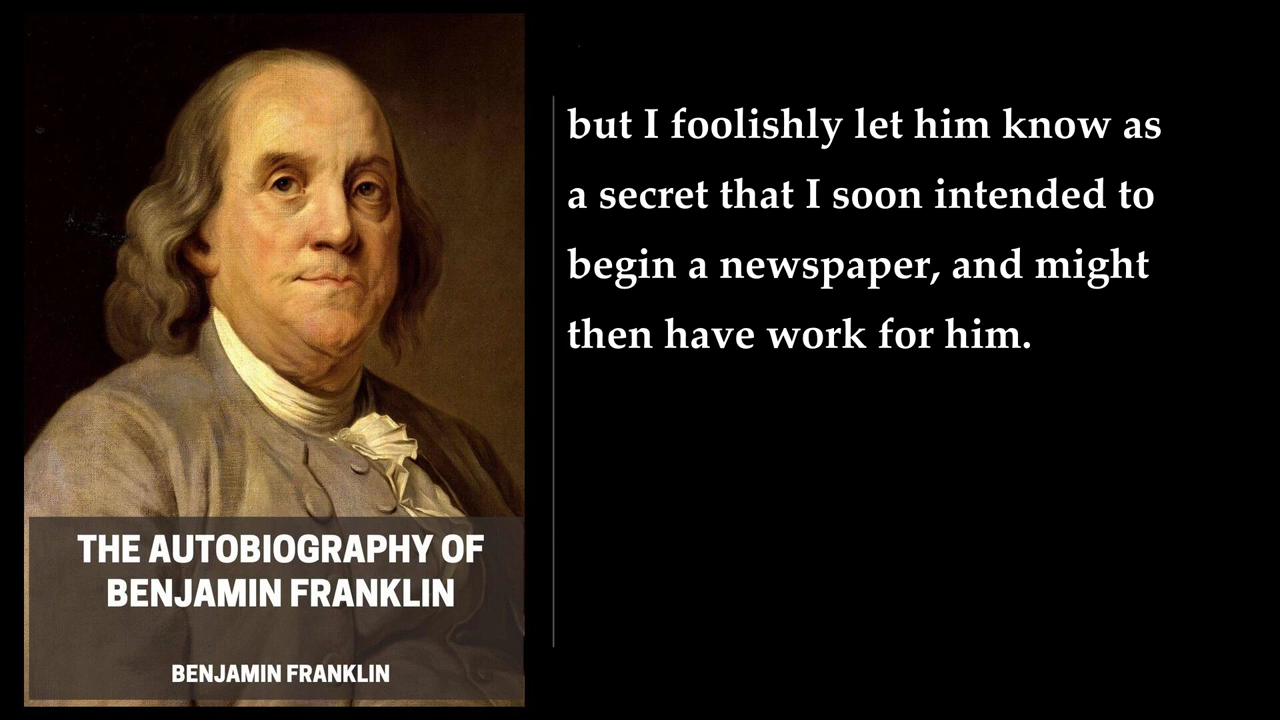 but I foolishly let him know as
a secret that I soon intended to
begin a newspaper, and might
then have work for him.
THE AUTOBIOGRAPHY OF
BENJAMIN FRANKLIN
BENJAMIN FRANKLIN